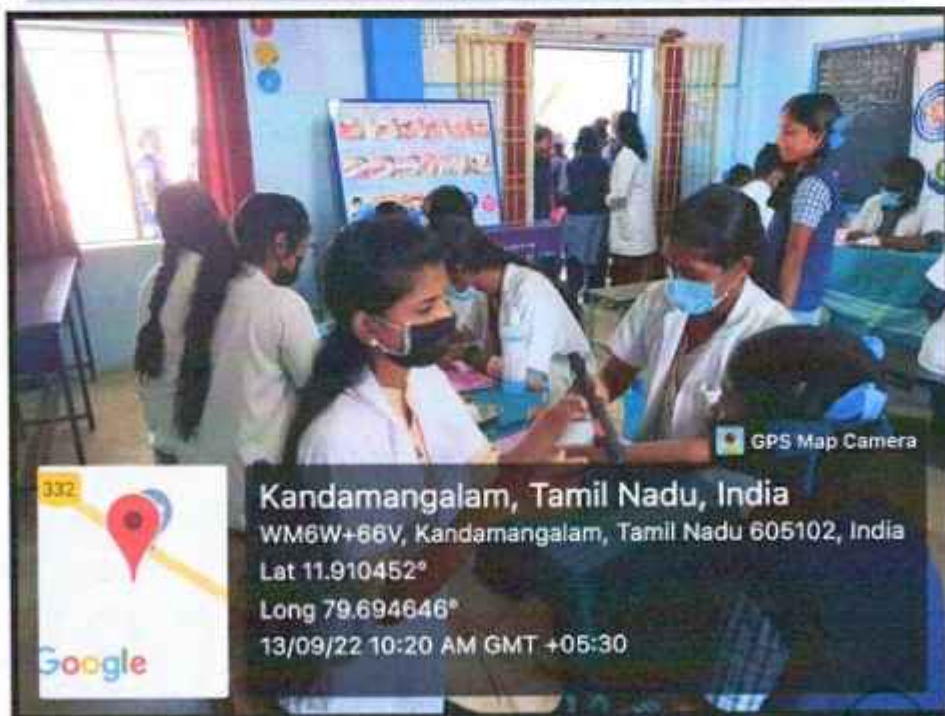 GPS Map Camera
332
Kandamangalam, Tamil Nadu, India
WM6W+66V, Kandamangalam, Tamil Nadu 605102, India
Lat 11.910452°
Long 79.694646°
13/09/22 10:20 AM GMT +05:30
Google